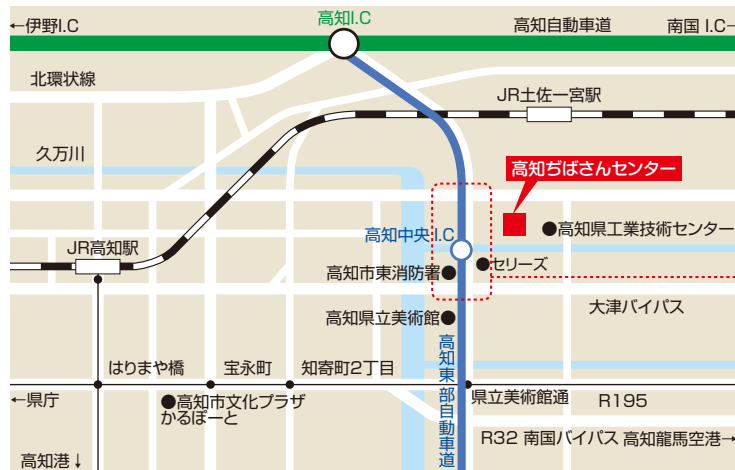 高知I.C
←伊野I.C
高知自動車道
南国 I.C
北環状線
JR土佐一宮駅
久万川
高知ぢばさんセンター
高知中央 I.C
●高知県工業技術センター
JR高知駅
高知市東消防署●
●セリーズ
大津バイパス
高知県立美術館●
高知東部自動車道
はりまや橋
宝永町
知寄町2丁目
←県庁
●高知市文化プラザ
かるぽーと
県立美術館通
R195
R32 南国バイパス
高知龍馬空港→
高知港↓